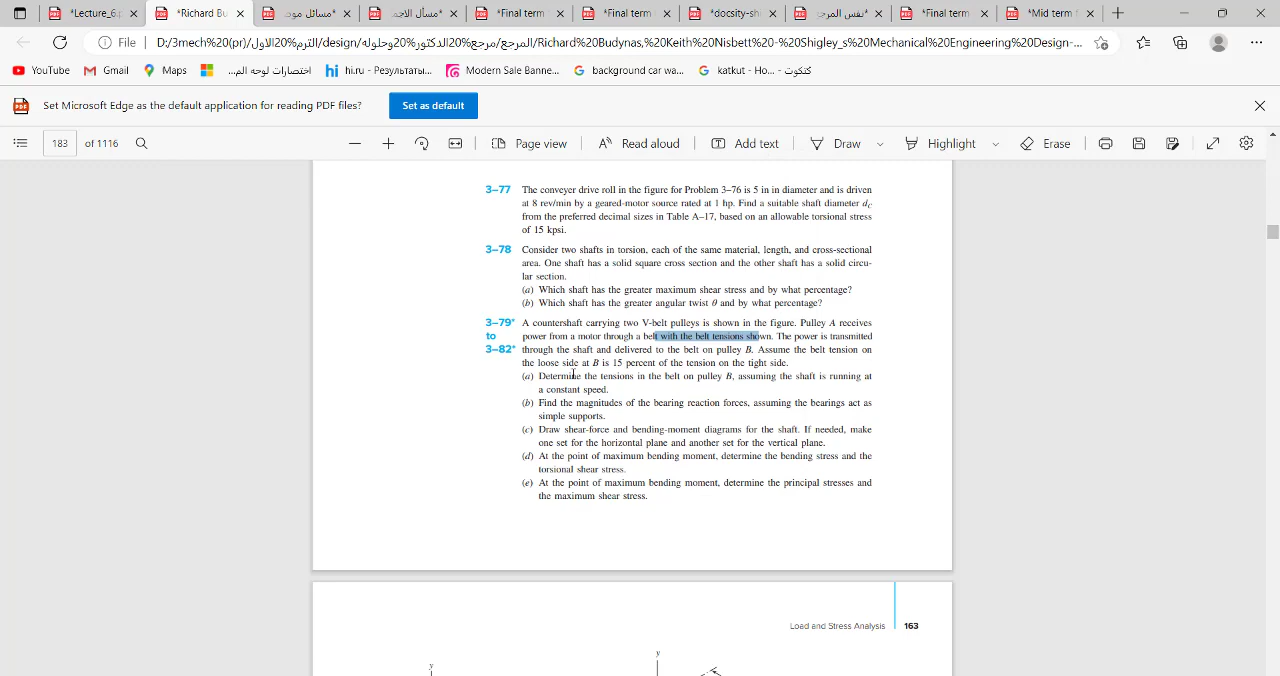 *Lecture_6.p
*Richard Bu
*مسائل موت
*مسأل الاجم
*Final term
*Final term
*docsity-shi
*نفس المرج
*Final term
*Mid term
File
D:/3mech%20(pr)/الترم%20الاول/design/مرجع%20الدكتور%20وحلوله/المرجع/Richard%20Budynas,%20Keith%20Nisbett%20-%20Shigley_s%20Mechanical%20Engineering%20Design-...
YouTube
Gmail
Maps
اختصارات لوحه الم...
hi.ru - Результаты...
Modern Sale Banne...
background car wa...
katkut - Ho... - كتكوت
Set Microsoft Edge as the default application for reading PDF files?
Set as default
183 of 1116
Page view
Read aloud
Add text
Draw
Highlight
Erase
3–77 The conveyer drive roll in the figure for Problem 3–76 is 5 in in diameter and is driven
at 8 rev/min by a geared-motor source rated at 1 hp. Find a suitable shaft diameter dC
from the preferred decimal sizes in Table A–17, based on an allowable torsional stress
of 15 kpsi.
3–78 Consider two shafts in torsion, each of the same material, length, and cross-sectional
area. One shaft has a solid square cross section and the other shaft has a solid circu-
lar section.
(a) Which shaft has the greater maximum shear stress and by what percentage?
(b) Which shaft has the greater angular twist θ and by what percentage?
3–79* A countershaft carrying two V-belt pulleys is shown in the figure. Pulley A receives
to power from a motor through a belt with the belt tensions shown. The power is transmitted
3–82* through the shaft and delivered to the belt on pulley B. Assume the belt tension on
the loose side at B is 15 percent of the tension on the tight side.
(a) Determine the tensions in the belt on pulley B, assuming the shaft is running at
a constant speed.
(b) Find the magnitudes of the bearing reaction forces, assuming the bearings act as
simple supports.
(c) Draw shear-force and bending-moment diagrams for the shaft. If needed, make
one set for the horizontal plane and another set for the vertical plane.
(d) At the point of maximum bending moment, determine the bending stress and the
torsional shear stress.
(e) At the point of maximum bending moment, determine the principal stresses and
the maximum shear stress.
Load and Stress Analysis 163
y
y